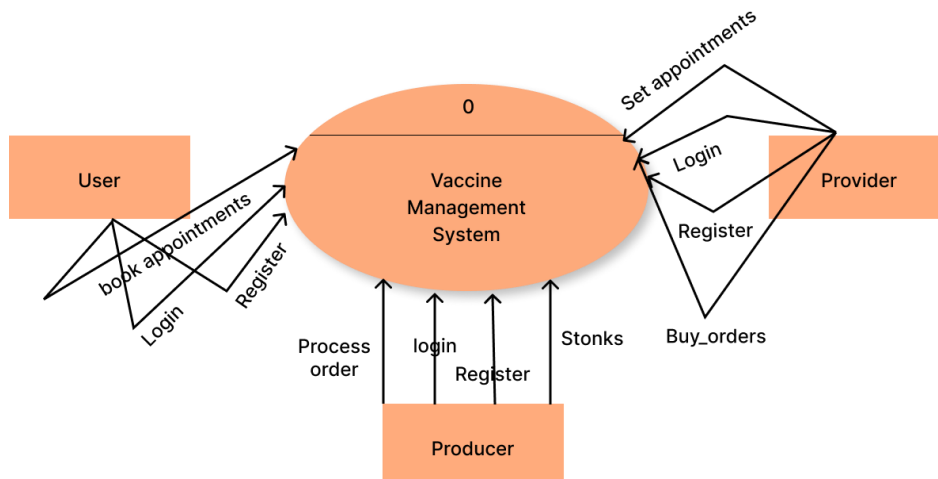 Set appointments
0
User
Vaccine
Management
System
Login
Provider
book appointments
Register
Register
Login
Process
order
login
Register
Stonks
Buy_orders
Producer